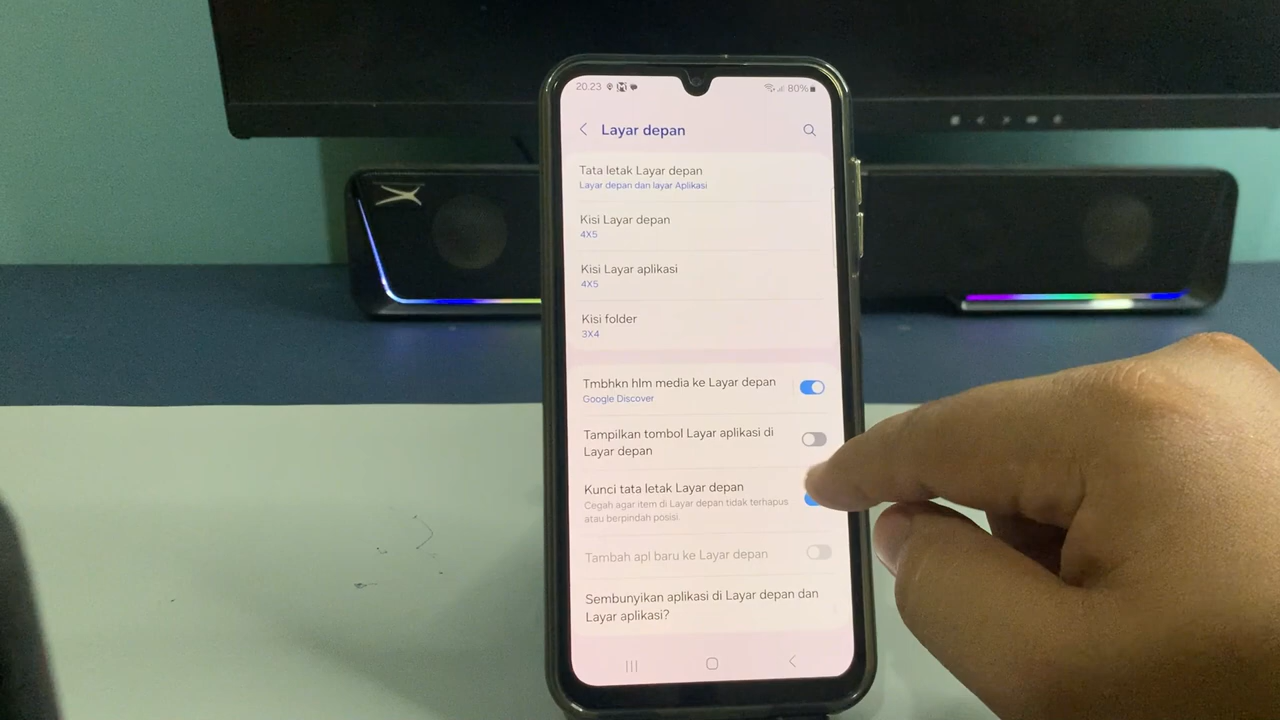 20.23
80%
Layar depan
Tata letak Layar depan
Layar depan dan layar Aplikasi
Kisi Layar depan
4X5
Kisi Layar aplikasi
4X5
Kisi folder
3X4
Tmbhkn hlm media ke Layar depan
Google Discover
Tampilkan tombol Layar aplikasi di
Layar depan
Kunci tata letak Layar depan
Cegah agar item di Layar depan tidak terhapus
atau berpindah posisi.
Tambah apl baru ke Layar depan
Sembunyikan aplikasi di Layar depan dan
Layar aplikasi?